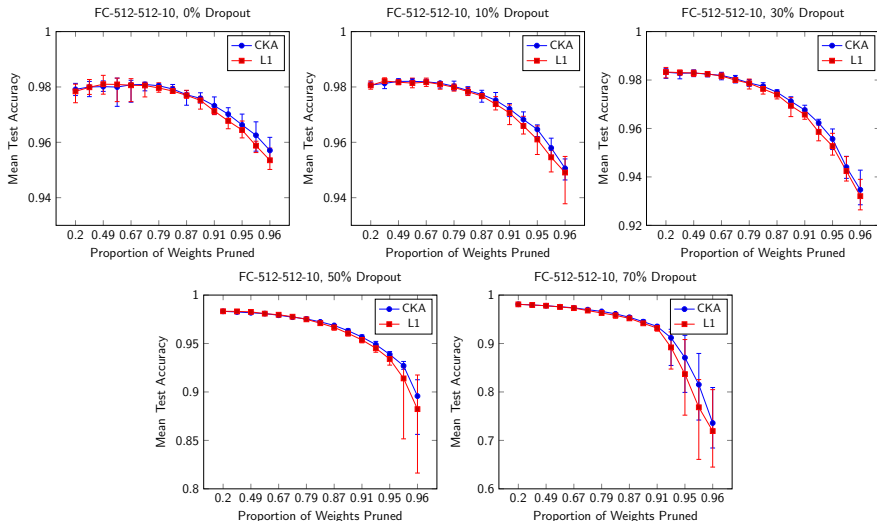 FC-512-512-10, 0% Dropout
1
0.98
0.96
0.94
Mean Test Accuracy
CKA
L1
0.2 0.49 0.67 0.79 0.87 0.91 0.95 0.96
Proportion of Weights Pruned
FC-512-512-10, 10% Dropout
1
0.98
0.96
0.94
Mean Test Accuracy
CKA
L1
0.2 0.49 0.67 0.79 0.87 0.91 0.95 0.96
Proportion of Weights Pruned
FC-512-512-10, 30% Dropout
1
0.98
0.96
0.94
0.92
Mean Test Accuracy
CKA
L1
0.2 0.49 0.67 0.79 0.87 0.91 0.95 0.96
Proportion of Weights Pruned
FC-512-512-10, 50% Dropout
1
0.95
0.9
0.85
0.8
Mean Test Accuracy
CKA
L1
0.2 0.49 0.67 0.79 0.87 0.91 0.95 0.96
Proportion of Weights Pruned
FC-512-512-10, 70% Dropout
1
0.9
0.8
0.7
0.6
Mean Test Accuracy
CKA
L1
0.2 0.49 0.67 0.79 0.87 0.91 0.95 0.96
Proportion of Weights Pruned